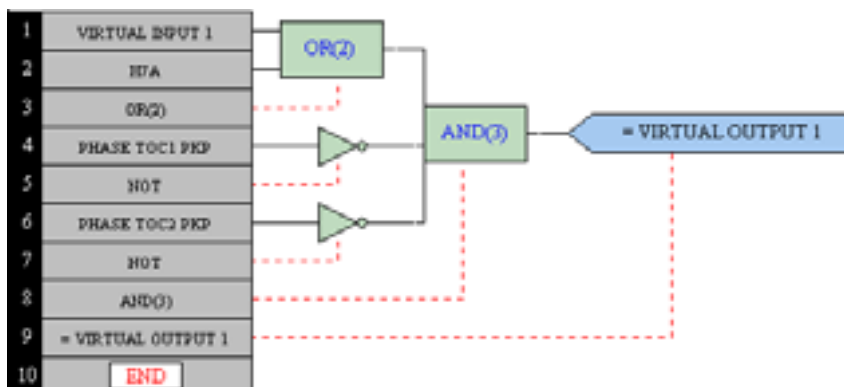 1 VIRTUAL INPUT 1
2 H7A
3 OR(2)
4 PHASE TOC1 PKP
5 NOT
6 PHASE TOC2 PKP
7 NOT
8 AND(3)
9 = VIRTUAL OUTPUT 1
10 END
OR(2)
AND(3)
= VIRTUAL OUTPUT 1